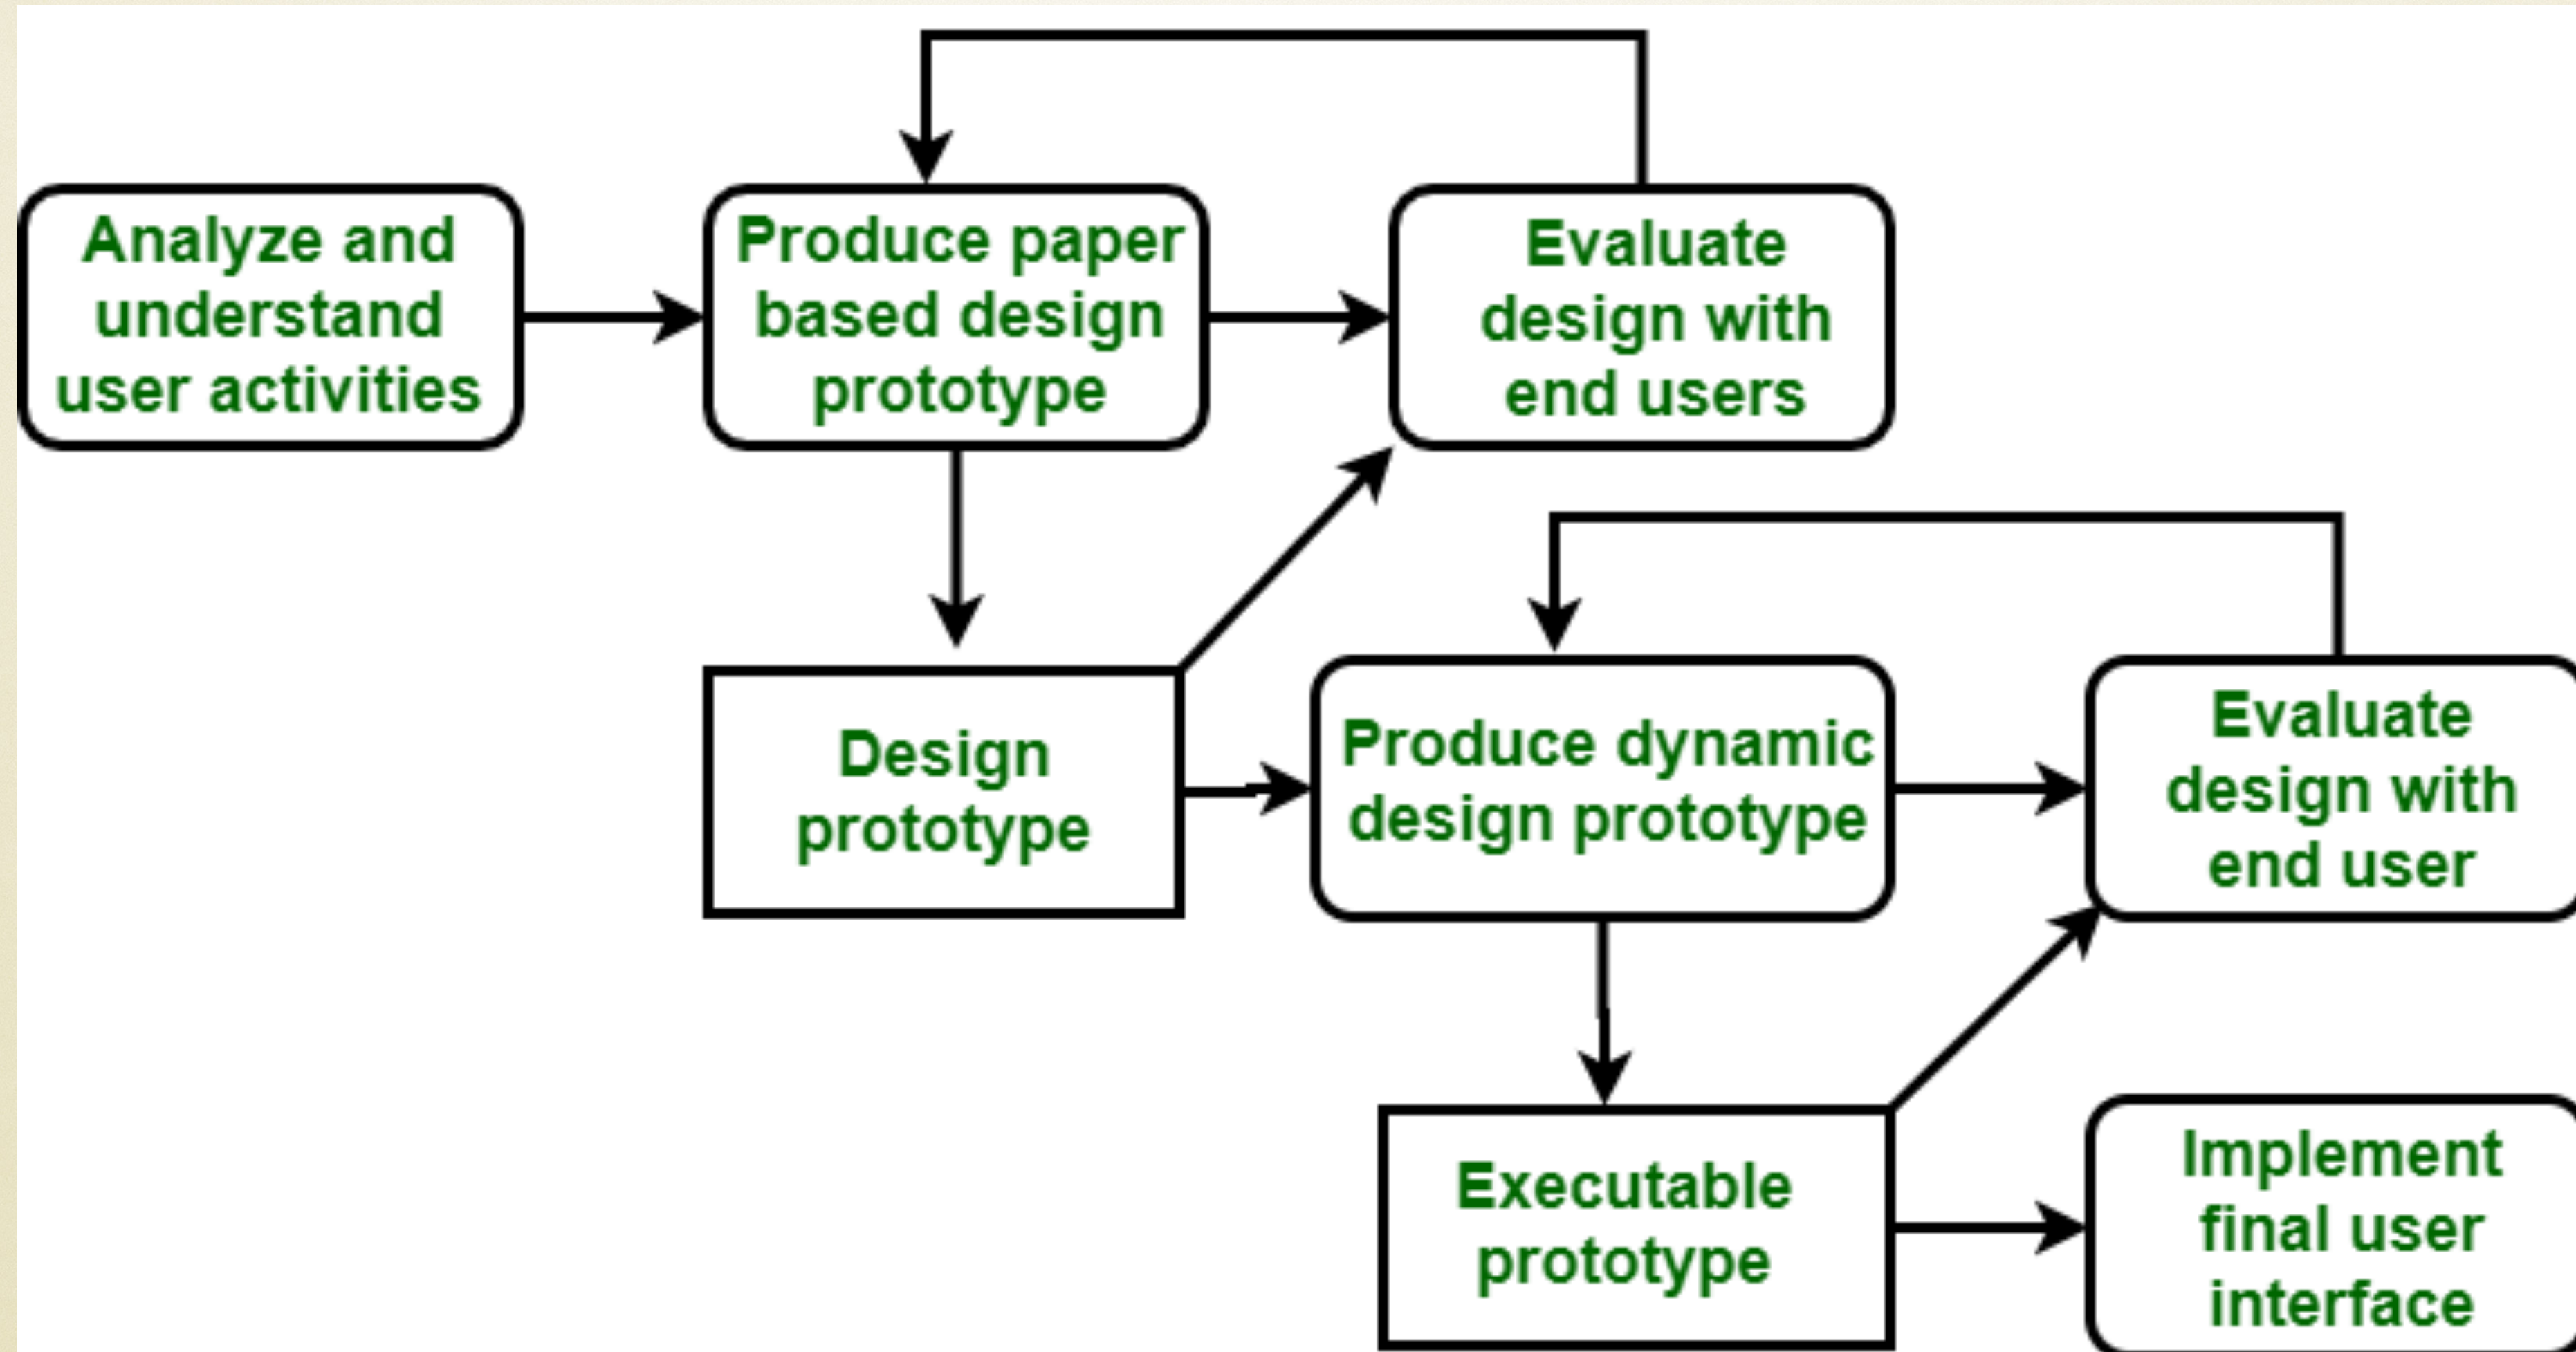 Analyze and
understand
user activities
Produce paper
based design
prototype
Evaluate
design with
end users
Design
prototype
Produce dynamic
design prototype
Evaluate
design with
end user
Executable
prototype
Implement
final user
interface